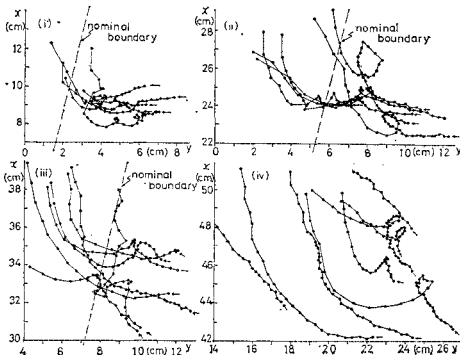 x
(cm)
(i)
nominal
boundary
12
10
8
0 2 4 6 (cm) 8 y
x
(cm)
(ii)
nominal
boundary
28
26
24
22
0 2 4 6 8 (cm) 10 12 y
x
(cm)
(iii)
nominal
boundary
38
36
34
32
30
4 6 8 (cm) 10 12 y
x
(cm)
(iv)
50
48
46
44
42
14 16 18 20 22 24 (cm) 26 y